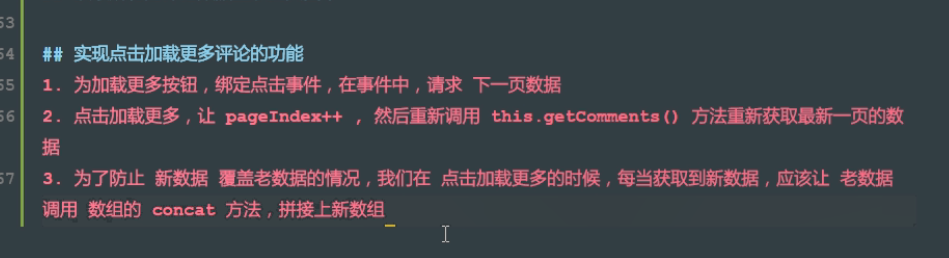 53
54 ## 实现点击加载更多评论的功能
55 1. 为加载更多按钮，绑定点击事件，在事件中，请求 下一页数据
56 2. 点击加载更多，让 pageIndex++ , 然后重新调用 this.getComments() 方法重新获取最新一页的数
据
57 3. 为了防止 新数据 覆盖老数据的情况，我们在 点击加载更多的时候，每当获取到新数据，应该让 老数据
调用 数组的 concat 方法，拼接上新数组